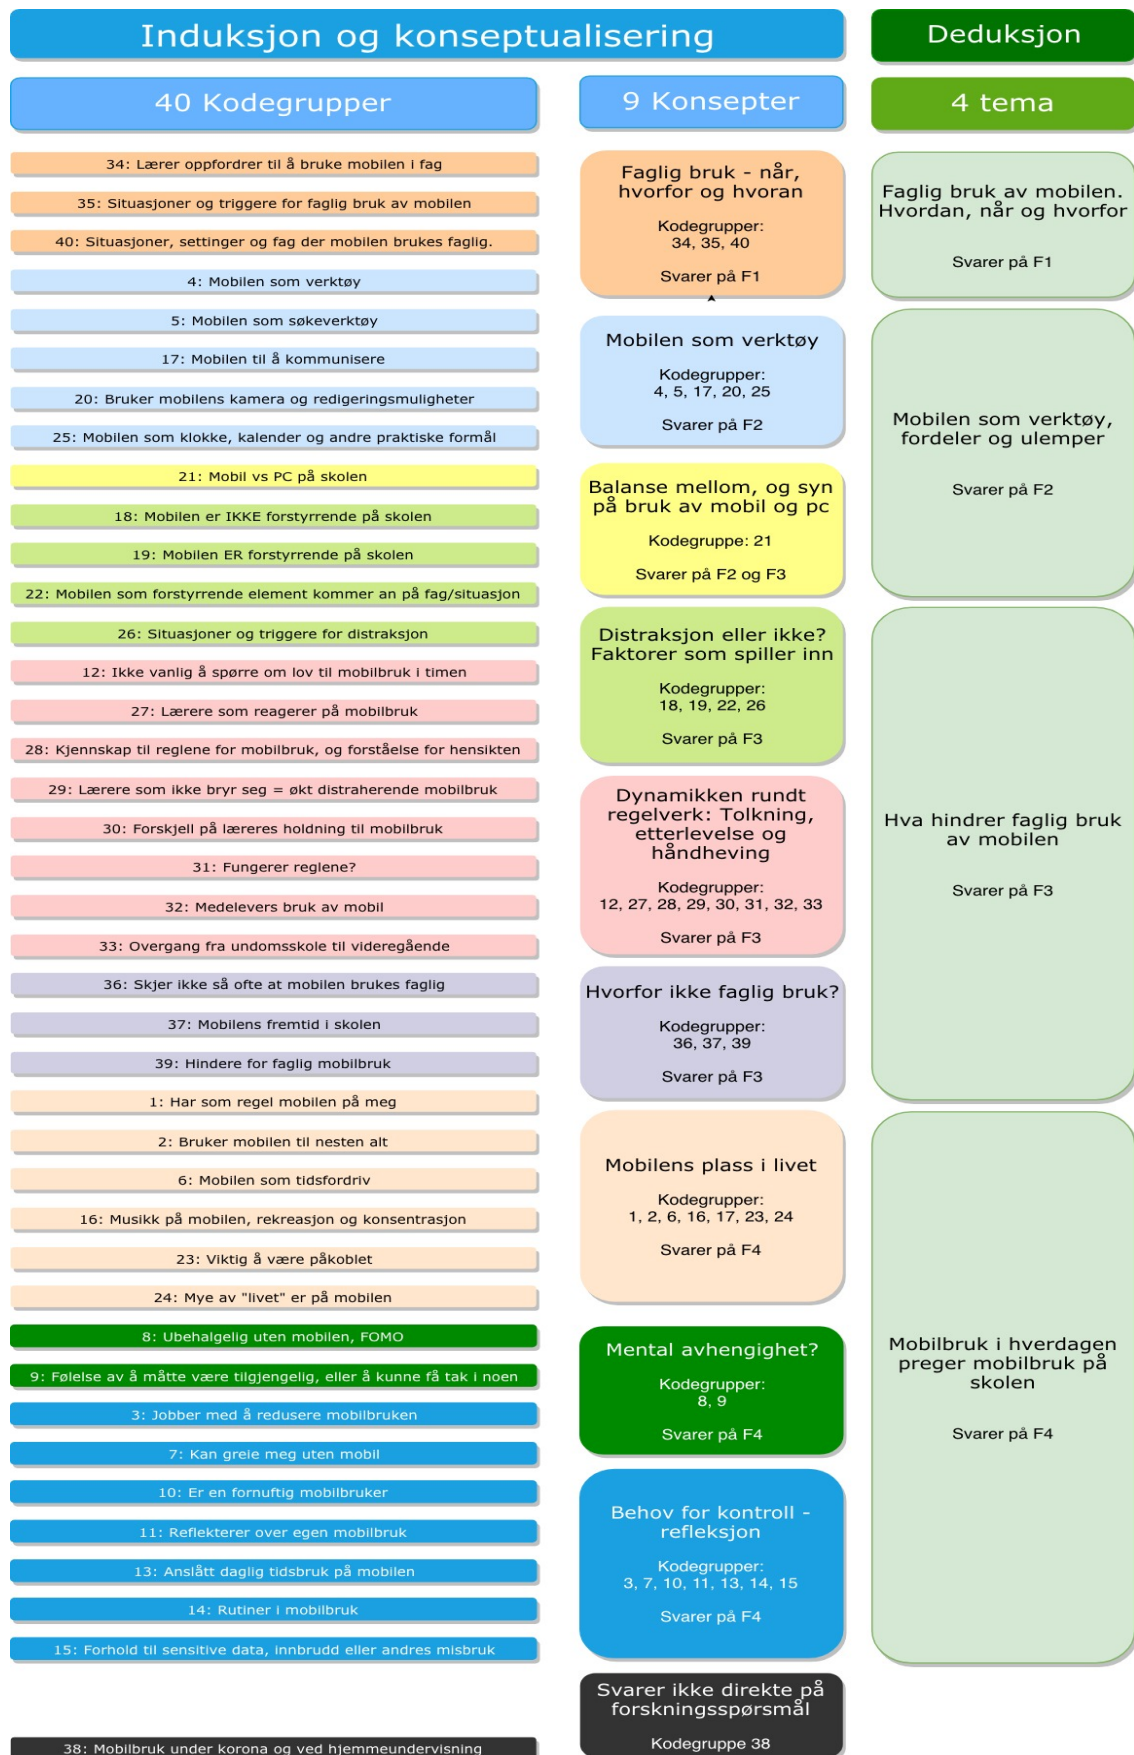 Induksjon og konseptualisering
Deduksjon
40 Kodegrupper
9 Konsepter
4 tema
34: Lærer oppfordrer til å bruke mobilen i fag
35: Situasjoner og triggere for faglig bruk av mobilen
40: Situasjoner, settinger og fag der mobilen brukes faglig.
4: Mobilen som verktøy
5: Mobilen som søkeverktøy
17: Mobilen til å kommunisere
20: Bruker mobilens kamera og redigeringsmuligheter
25: Mobilen som klokke, kalender og andre praktiske formål
21: Mobil vs PC på skolen
18: Mobilen er IKKE forstyrrende på skolen
19: Mobilen ER forstyrrende på skolen
22: Mobilen som forstyrrende element kommer an på fag/situasjon
26: Situasjoner og triggere for distraksjon
12: Ikke vanlig å spørre om lov til mobilbruk i timen
27: Lærere som reagerer på mobilbruk
28: Kjennskap til reglene for mobilbruk, og forståelse for hensikten
29: Lærere som ikke bryr seg = økt distraherende mobilbruk
30: Forskjell på læreres holdning til mobilbruk
31: Fungerer reglene?
32: Medelevers bruk av mobil
33: Overgang fra undomsskole til videregående
36: Skjer ikke så ofte at mobilen brukes faglig
37: Mobilens fremtid i skolen
39: Hindere for faglig mobilbruk
1: Har som regel mobilen på meg
2: Bruker mobilen til nesten alt
6: Mobilen som tidsfordriv
16: Musikk på mobilen, rekreasjon og konsentrasjon
23: Viktig å være påkoblet
24: Mye av "livet" er på mobilen
8: Ubehalgelig uten mobilen, FOMO
9: Følelse av å måtte være tilgjengelig, eller å kunne få tak i noen
3: Jobber med å redusere mobilbruken
7: Kan greie meg uten mobil
10: Er en fornuftig mobilbruker
11: Reflekterer over egen mobilbruk
13: Anslått daglig tidsbruk på mobilen
14: Rutiner i mobilbruk
15: Forhold til sensitive data, innbrudd eller andres misbruk
38: Mobilbruk under korona og ved hjemmeundervisning
Faglig bruk - når,
hvorfor og hvoran
Kodegrupper:
34, 35, 40
Svarer på F1
Mobilen som verktøy
Kodegrupper:
4, 5, 17, 20, 25
Svarer på F2
Balanse mellom, og syn
på bruk av mobil og pc
Kodegruppe: 21
Svarer på F2 og F3
Distraksjon eller ikke?
Faktorer som spiller inn
Kodegrupper:
18, 19, 22, 26
Svarer på F3
Dynamikken rundt
regelverk: Tolkning,
etterlevelse og
håndheving
Kodegrupper:
12, 27, 28, 29, 30, 31, 32, 33
Svarer på F3
Hvorfor ikke faglig bruk?
Kodegrupper:
36, 37, 39
Svarer på F3
Mobilens plass i livet
Kodegrupper:
1, 2, 6, 16, 17, 23, 24
Svarer på F4
Mental avhengighet?
Kodegrupper:
8, 9
Svarer på F4
Behov for kontroll -
refleksjon
Kodegrupper:
3, 7, 10, 11, 13, 14, 15
Svarer på F4
Svarer ikke direkte på
forskningsspørsmål
Kodegruppe 38
Faglig bruk av mobilen.
Hvordan, når og hvorfor
Svarer på F1
Mobilen som verktøy,
fordeler og ulemper
Svarer på F2
Hva hindrer faglig bruk
av mobilen
Svarer på F3
Mobilbruk i hverdagen
preger mobilbruk på
skolen
Svarer på F4